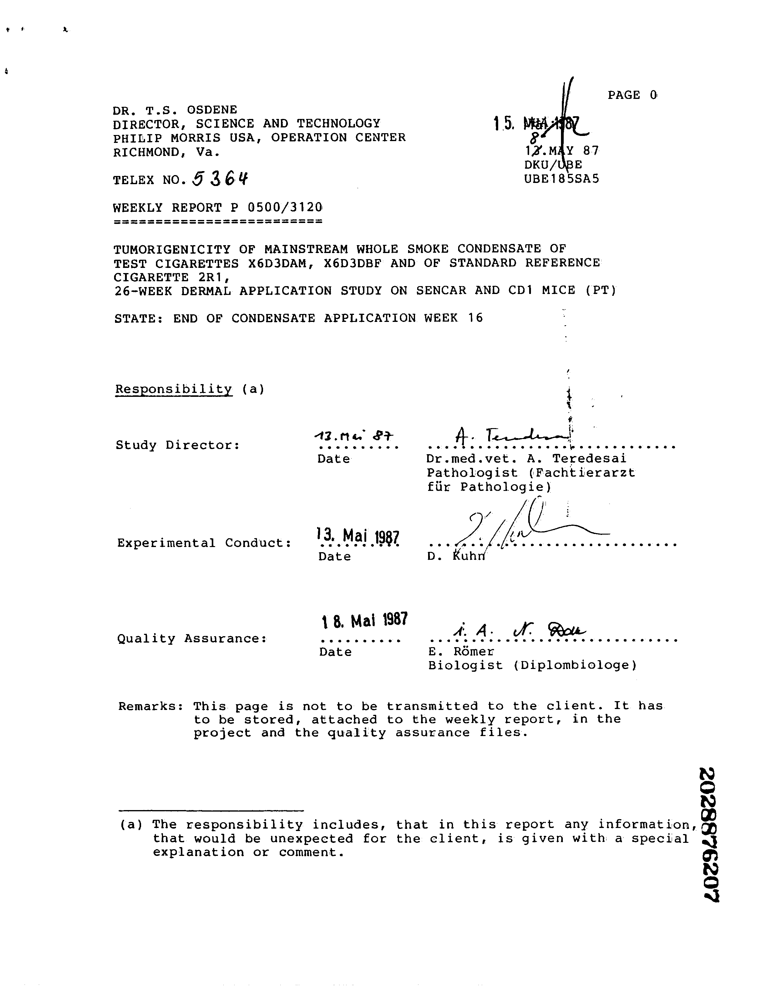 PAGE 0
DR. T.S. OSDENE
DIRECTOR, SCIENCE AND TECHNOLOGY
PHILIP MORRIS USA, OPERATION CENTER
RICHMOND, Va.
15. 87
MAY 87
DKU/UBE
UBE185SA5
TELEX NO. 5364
WEEKLY REPORT P 0500/3120
=========================
TUMORIGENICITY OF MAINSTREAM WHOLE SMOKE CONDENSATE OF
TEST CIGARETTES X6D3DAM, X6D3DBF AND OF STANDARD REFERENCE
CIGARETTE 2R1,
26-WEEK DERMAL APPLICATION STUDY ON SENCAR AND CD1 MICE (PT)
STATE: END OF CONDENSATE APPLICATION WEEK 16
Responsibility (a)
13. Mai 87
Study Director: .......... ..............................
Date Dr.med.vet. A. Teredesai
Pathologist (Fachtierarzt
für Pathologie)
13. Mai 1987
Experimental Conduct: .......... ..............................
Date D. Kuhn
18. Mai 1987 i. A. N.
Quality Assurance: .......... ..............................
Date E. Römer
Biologist (Diplombiologe)
Remarks: This page is not to be transmitted to the client. It has
to be stored, attached to the weekly report, in the
project and the quality assurance files.
(a) The responsibility includes, that in this report any information,
that would be unexpected for the client, is given with a special
explanation or comment.
2028876207